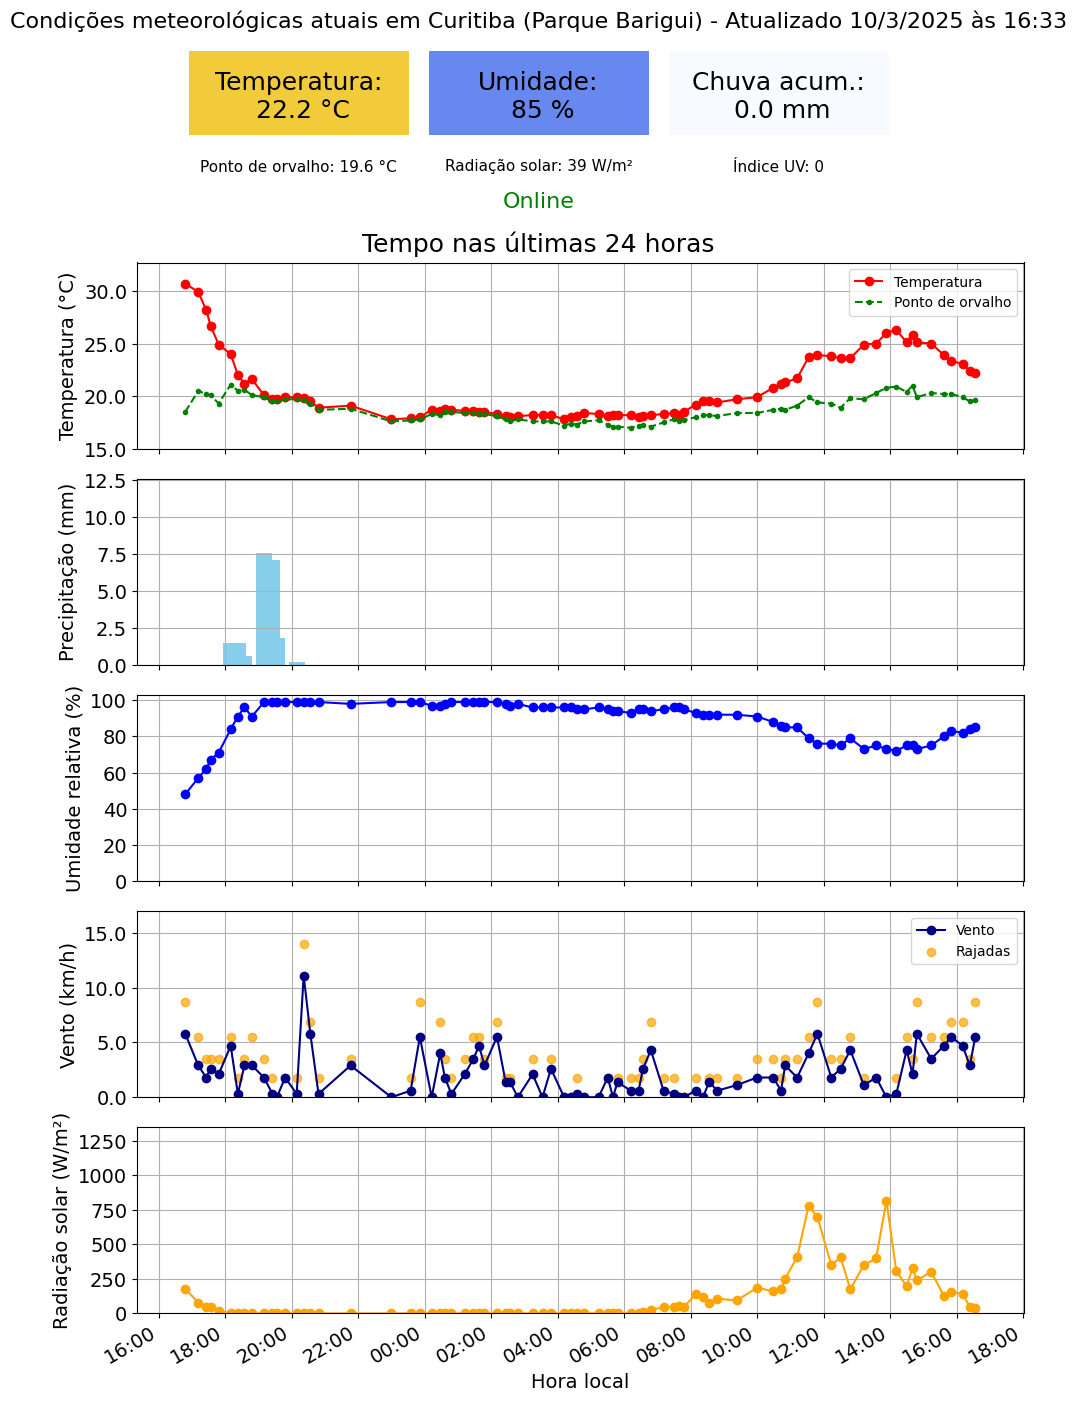 Condições meteorológicas atuais em Curitiba (Parque Barigui) - Atualizado 10/3/2025 às 16:33
Temperatura:
22.2 °C
Umidade:
85 %
Chuva acum.:
0.0 mm
Ponto de orvalho: 19.6 °C
Radiação solar: 39 W/m²
Índice UV: 0
Online
Tempo nas últimas 24 horas
Temperatura (°C)
30.0
25.0
20.0
15.0
Temperatura
Ponto de orvalho
Precipitação (mm)
12.5
10.0
7.5
5.0
2.5
0.0
Umidade relativa (%)
100
80
60
40
20
0
Vento (km/h)
15.0
10.0
5.0
0.0
Vento
Rajadas
Radiação solar (W/m²)
1250
1000
750
500
250
0
16:00 18:00 20:00 22:00 00:00 02:00 04:00 06:00 08:00 10:00 12:00 14:00 16:00 18:00
Hora local